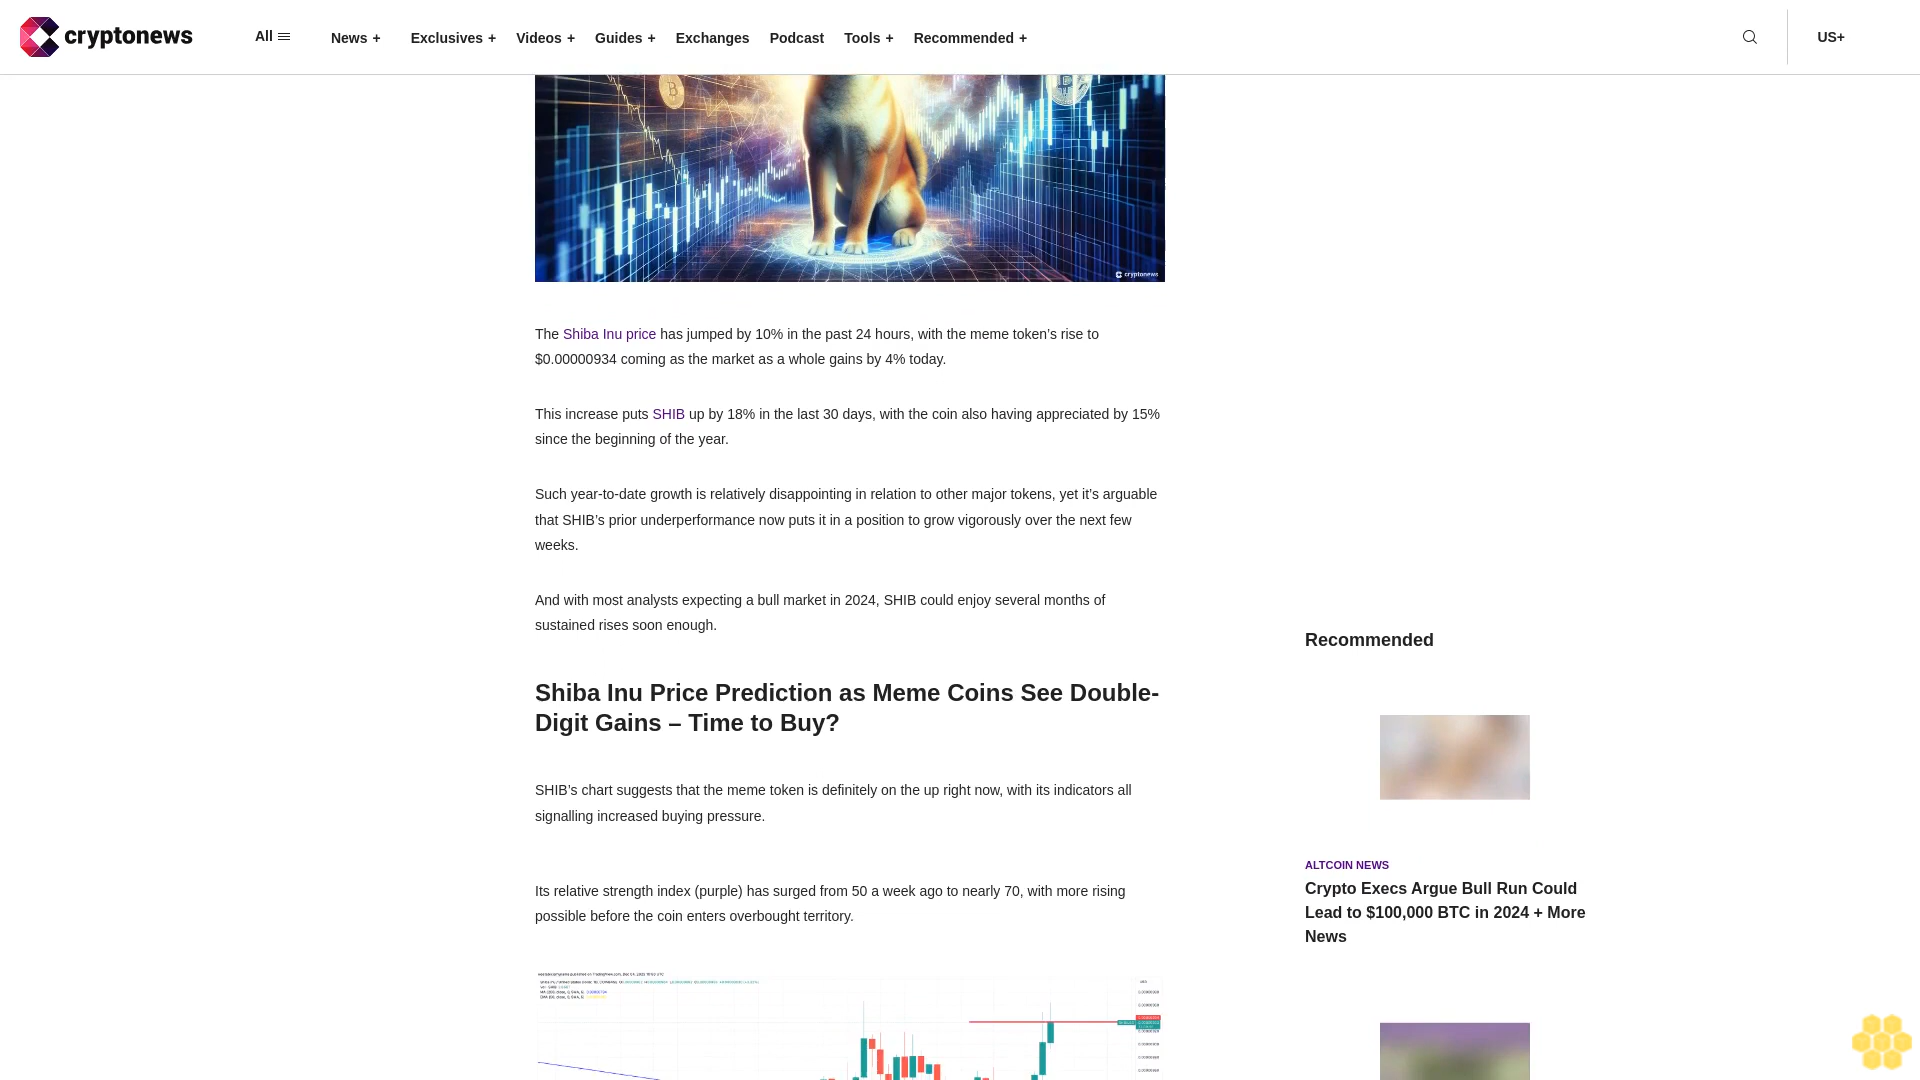 cryptonews
All
News +
Exclusives +
Videos +
Guides +
Exchanges
Podcast
Tools +
Recommended +
US+
cryptonews
The Shiba Inu price has jumped by 10% in the past 24 hours, with the meme token’s rise to
$0.00000934 coming as the market as a whole gains by 4% today.
This increase puts SHIB up by 18% in the last 30 days, with the coin also having appreciated by 15%
since the beginning of the year.
Such year-to-date growth is relatively disappointing in relation to other major tokens, yet it’s arguable
that SHIB’s prior underperformance now puts it in a position to grow vigorously over the next few
weeks.
And with most analysts expecting a bull market in 2024, SHIB could enjoy several months of
sustained rises soon enough.
Shiba Inu Price Prediction as Meme Coins See Double-
Digit Gains – Time to Buy?
SHIB’s chart suggests that the meme token is definitely on the up right now, with its indicators all
signalling increased buying pressure.
Its relative strength index (purple) has surged from 50 a week ago to nearly 70, with more rising
possible before the coin enters overbought territory.
Recommended
ALTCOIN NEWS
Crypto Execs Argue Bull Run Could
Lead to $100,000 BTC in 2024 + More
News